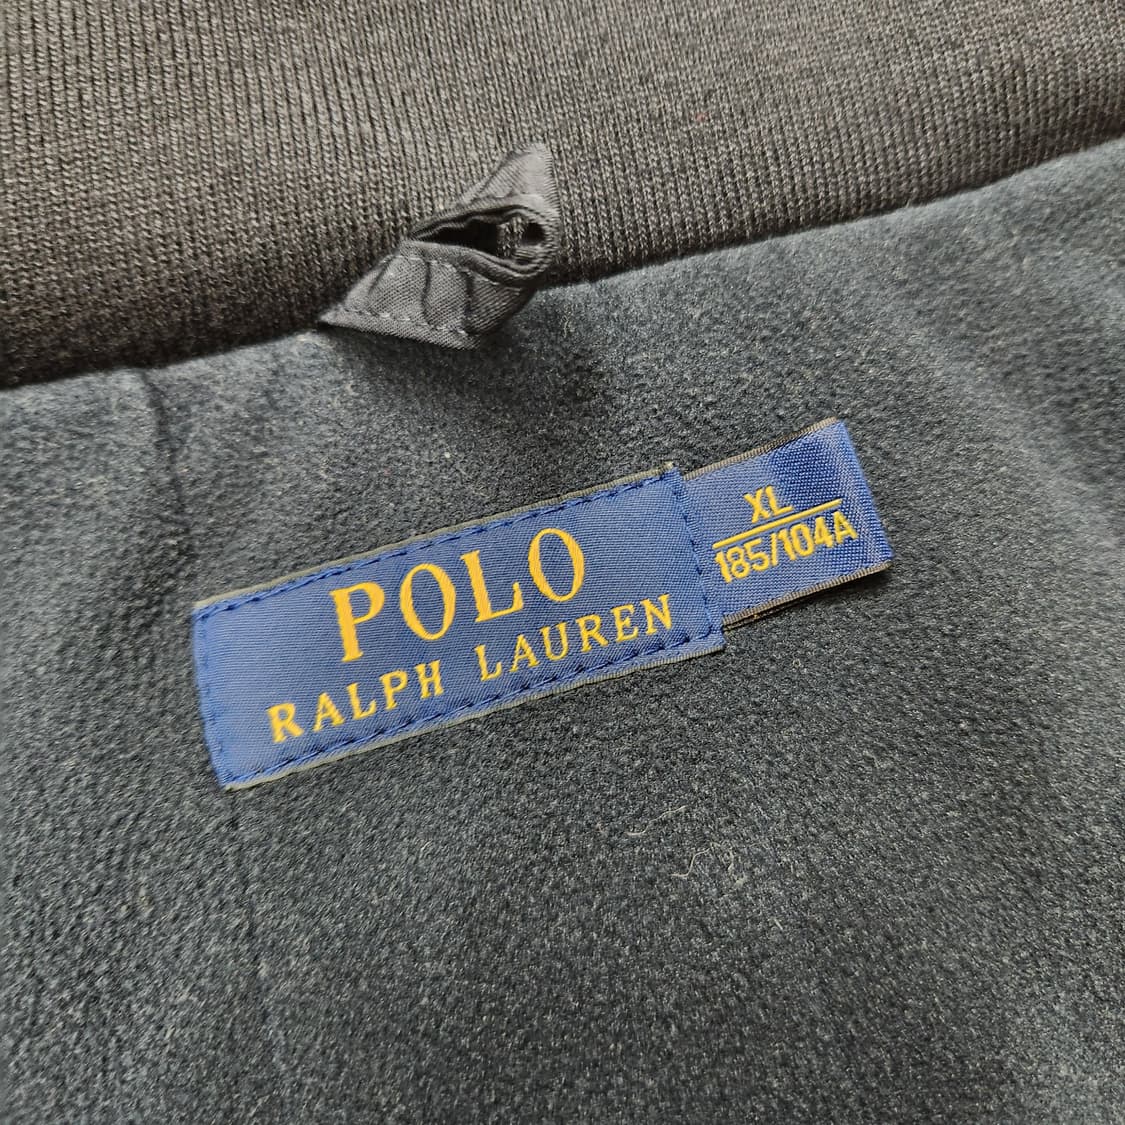 POLO
RALPH LAUREN
XL
185/104A